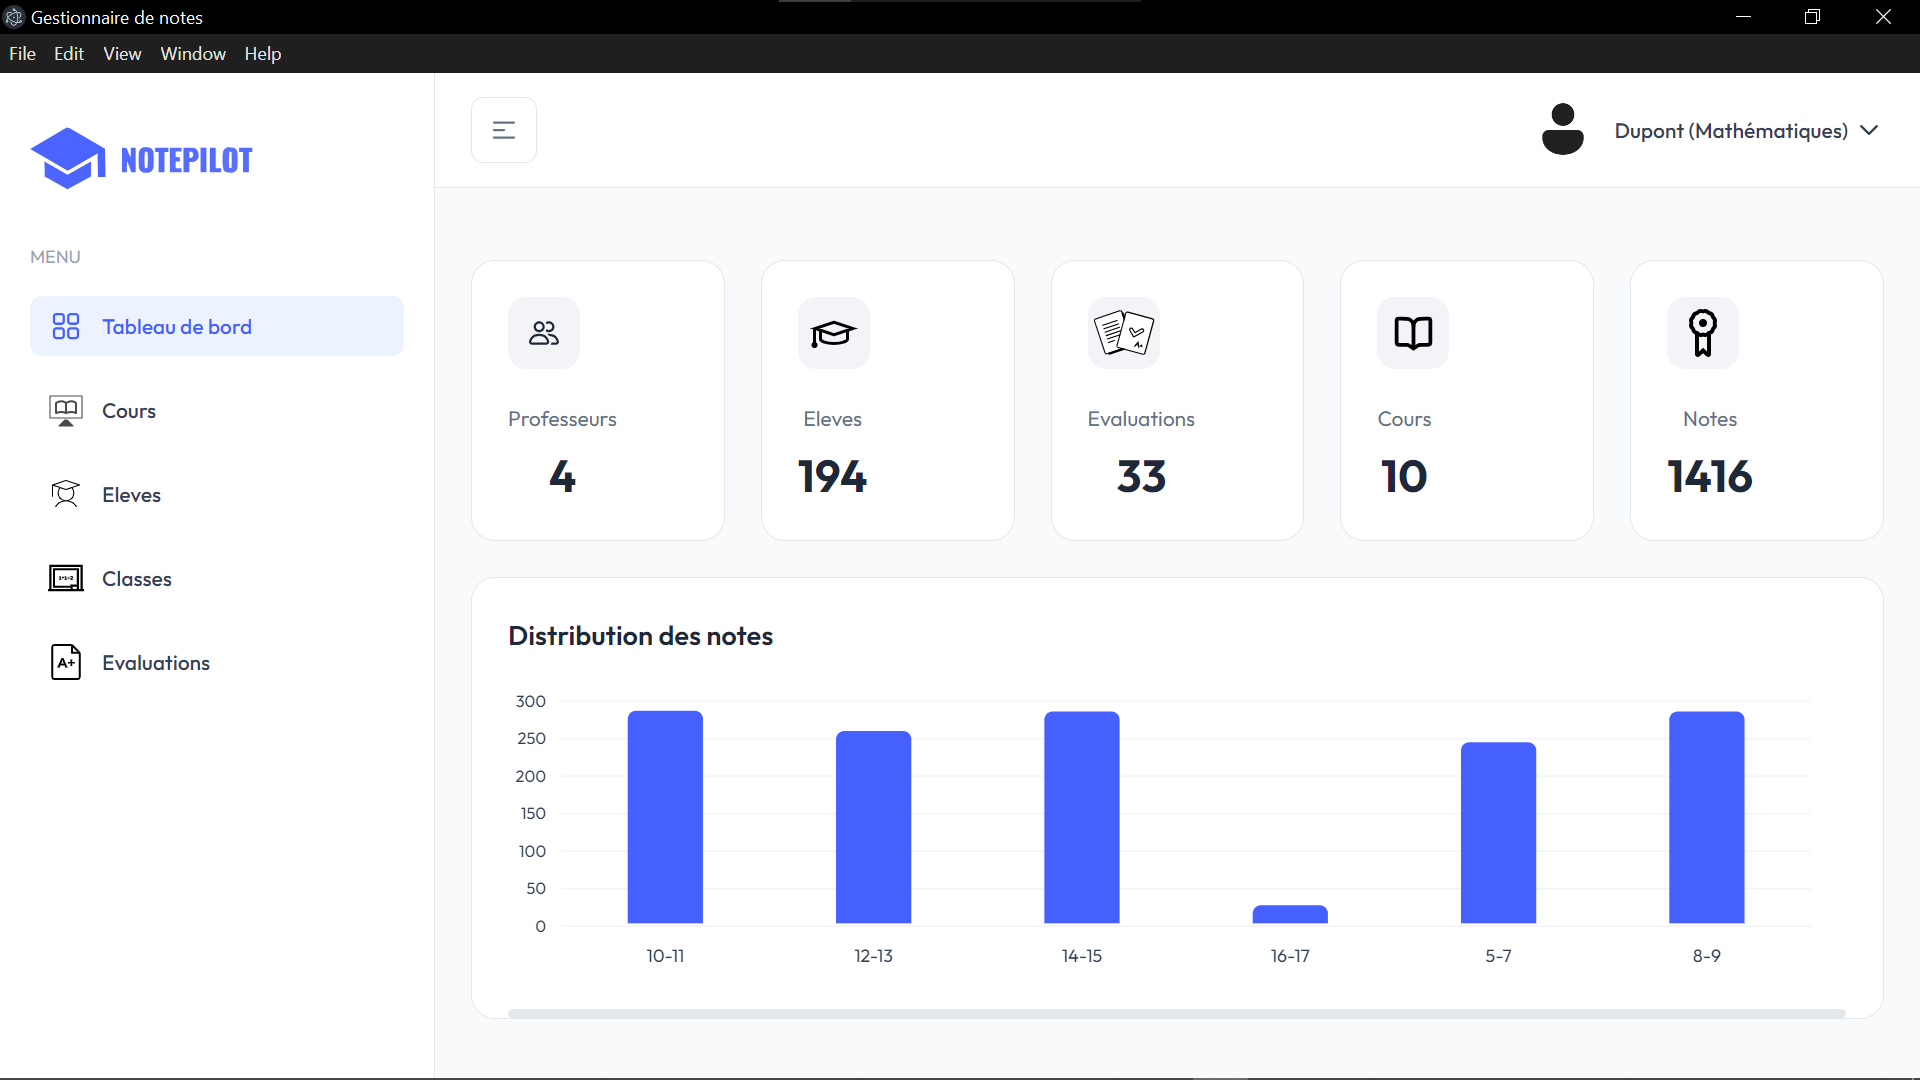 Gestionnaire de notes
File Edit View Window Help
NOTEPILOT
Dupont (Mathématiques)
MENU
Tableau de bord
Cours
Eleves
Classes
A+ Evaluations
Professeurs
4
Eleves
194
Evaluations
33
Cours
10
Notes
1416
Distribution des notes
300
250
200
150
100
50
0
10-11 12-13 14-15 16-17 5-7 8-9